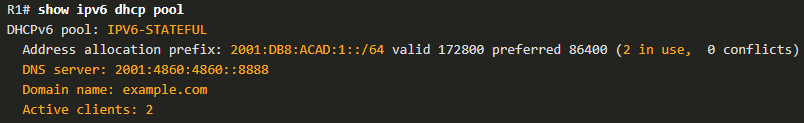 R1# show ipv6 dhcp pool
DHCPv6 pool: IPV6-STATEFUL
Address allocation prefix: 2001:DB8:ACAD:1::/64 valid 172800 preferred 86400 (2 in use, 0 conflicts)
DNS server: 2001:4860:4860::8888
Domain name: example.com
Active clients: 2